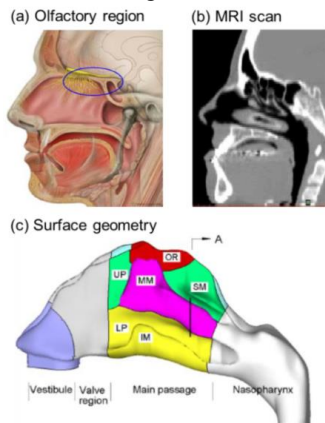 (a) Olfactory region
(b) MRI scan
(c) Surface geometry
A
OR
UP
MM
SM
LP
IM
Vestibule
Valve
region
Main passage
Nasopharynx